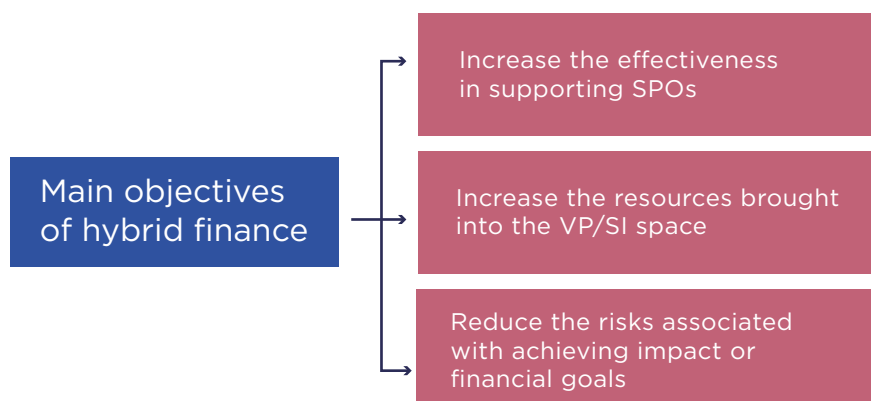 Main objectives
of hybrid finance
Increase the effectiveness
in supporting SPOs
Increase the resources brought
into the VP/SI space
Reduce the risks associated
with achieving impact or
financial goals